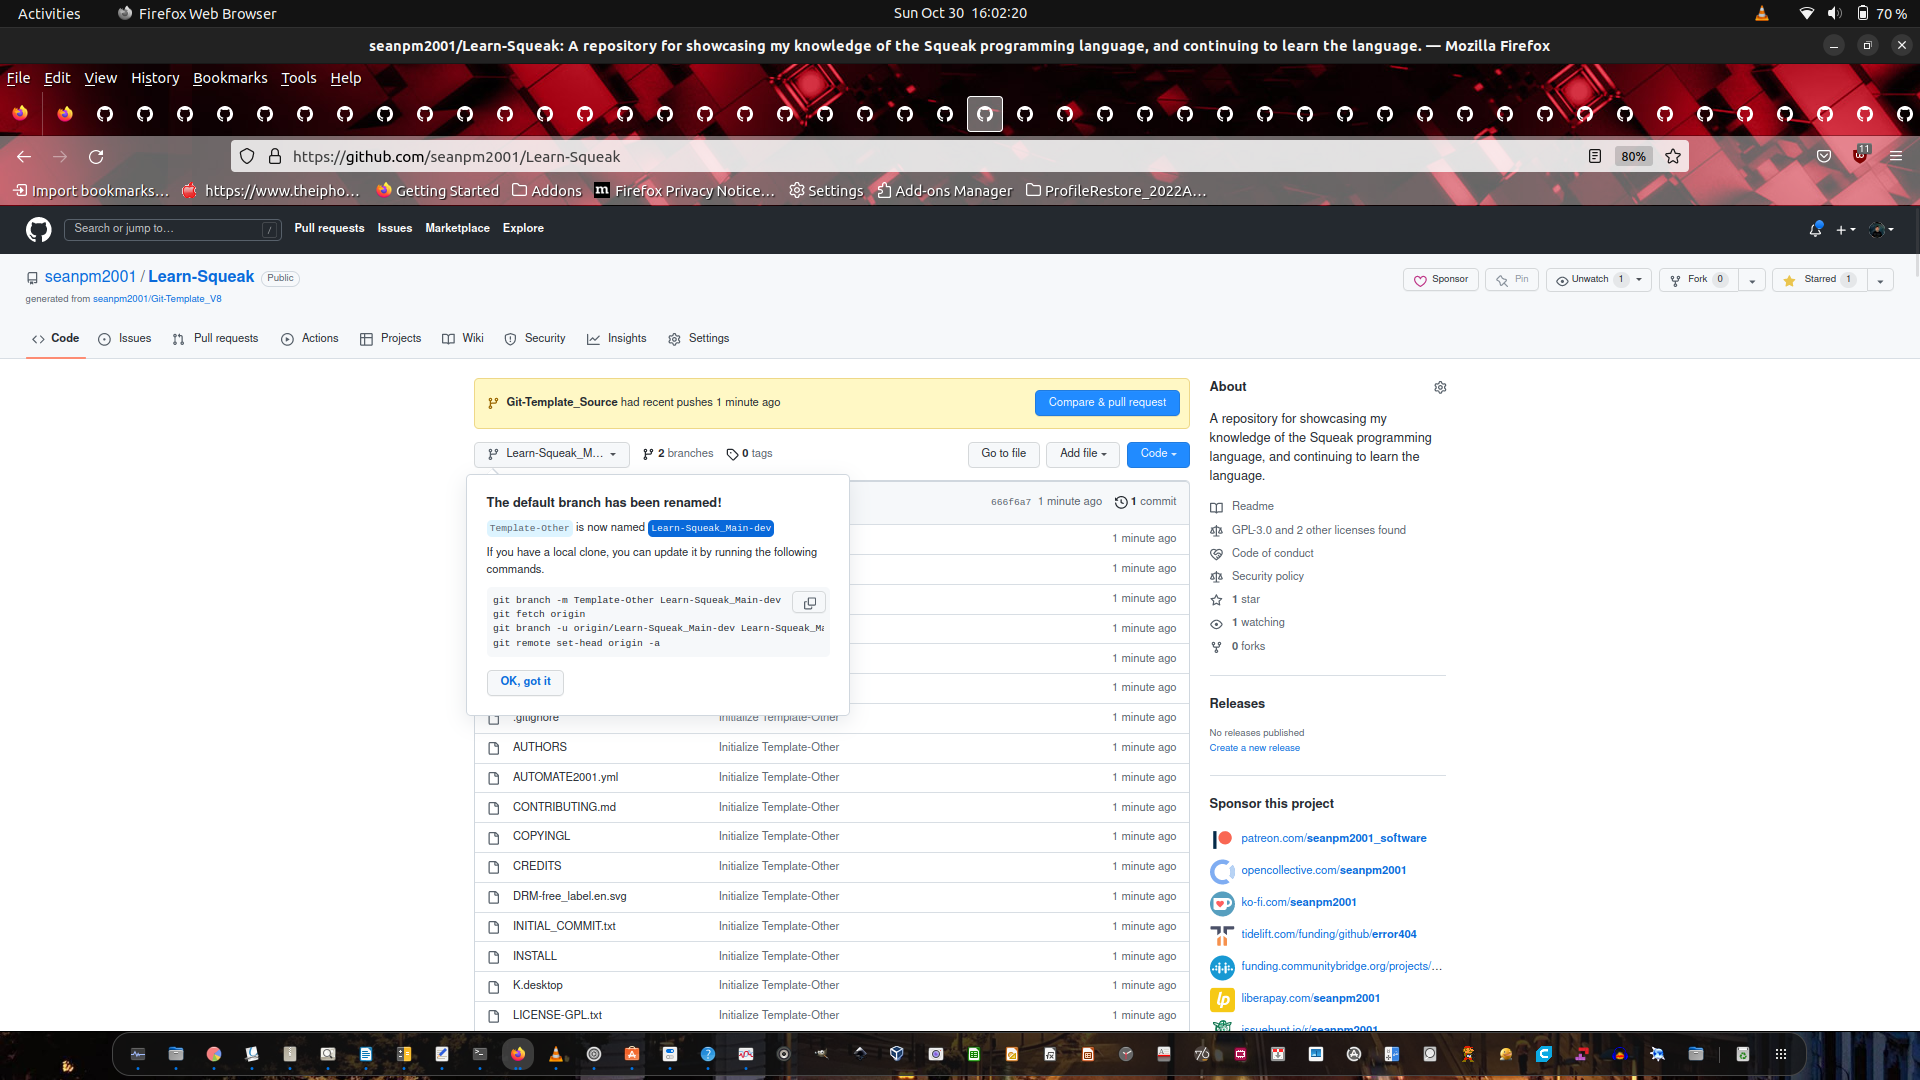 Activities
Firefox Web Browser
Sun Oct 30 16:02:20
70 %
seanpm2001/Learn-Squeak: A repository for showcasing my knowledge of the Squeak programming language, and continuing to learn the language. — Mozilla Firefox
File Edit View History Bookmarks Tools Help
https://github.com/seanpm2001/Learn-Squeak
80%
11
Import bookmarks...
https://www.theipho...
Getting Started
Addons
Firefox Privacy Notice...
Settings
Add-ons Manager
ProfileRestore_2022A...
Search or jump to...
/
Pull requests
Issues
Marketplace
Explore
seanpm2001 / Learn-Squeak
Public
generated from seanpm2001/Git-Template_V8
Sponsor
Pin
Unwatch 1
Fork 0
Starred 1
Code
Issues
Pull requests
Actions
Projects
Wiki
Security
Insights
Settings
Git-Template_Source had recent pushes 1 minute ago
Compare & pull request
Learn-Squeak_M...
2 branches
0 tags
Go to file
Add file
Code
The default branch has been renamed!
Template-Other is now named Learn-Squeak_Main-dev
If you have a local clone, you can update it by running the following
commands.
git branch -m Template-Other Learn-Squeak_Main-dev
git fetch origin
git branch -u origin/Learn-Squeak_Main-dev Learn-Squeak_Ma
git remote set-head origin -a
OK, got it
666f6a7 1 minute ago 1 commit
1 minute ago
1 minute ago
1 minute ago
1 minute ago
1 minute ago
1 minute ago
.gitignore Initialize Template-Other 1 minute ago
AUTHORS Initialize Template-Other 1 minute ago
AUTOMATE2001.yml Initialize Template-Other 1 minute ago
CONTRIBUTING.md Initialize Template-Other 1 minute ago
COPYINGL Initialize Template-Other 1 minute ago
CREDITS Initialize Template-Other 1 minute ago
DRM-free_label.en.svg Initialize Template-Other 1 minute ago
INITIAL_COMMIT.txt Initialize Template-Other 1 minute ago
INSTALL Initialize Template-Other 1 minute ago
K.desktop Initialize Template-Other 1 minute ago
LICENSE-GPL.txt Initialize Template-Other 1 minute ago
About
A repository for showcasing my
knowledge of the Squeak programming
language, and continuing to learn the
language.
Readme
GPL-3.0 and 2 other licenses found
Code of conduct
Security policy
1 star
1 watching
0 forks
Releases
No releases published
Create a new release
Sponsor this project
patreon.com/seanpm2001_software
opencollective.com/seanpm2001
ko-fi.com/seanpm2001
tidelift.com/funding/github/error404
funding.communitybridge.org/projects/...
liberapay.com/seanpm2001
issuehunt.io/r/seanpm2001